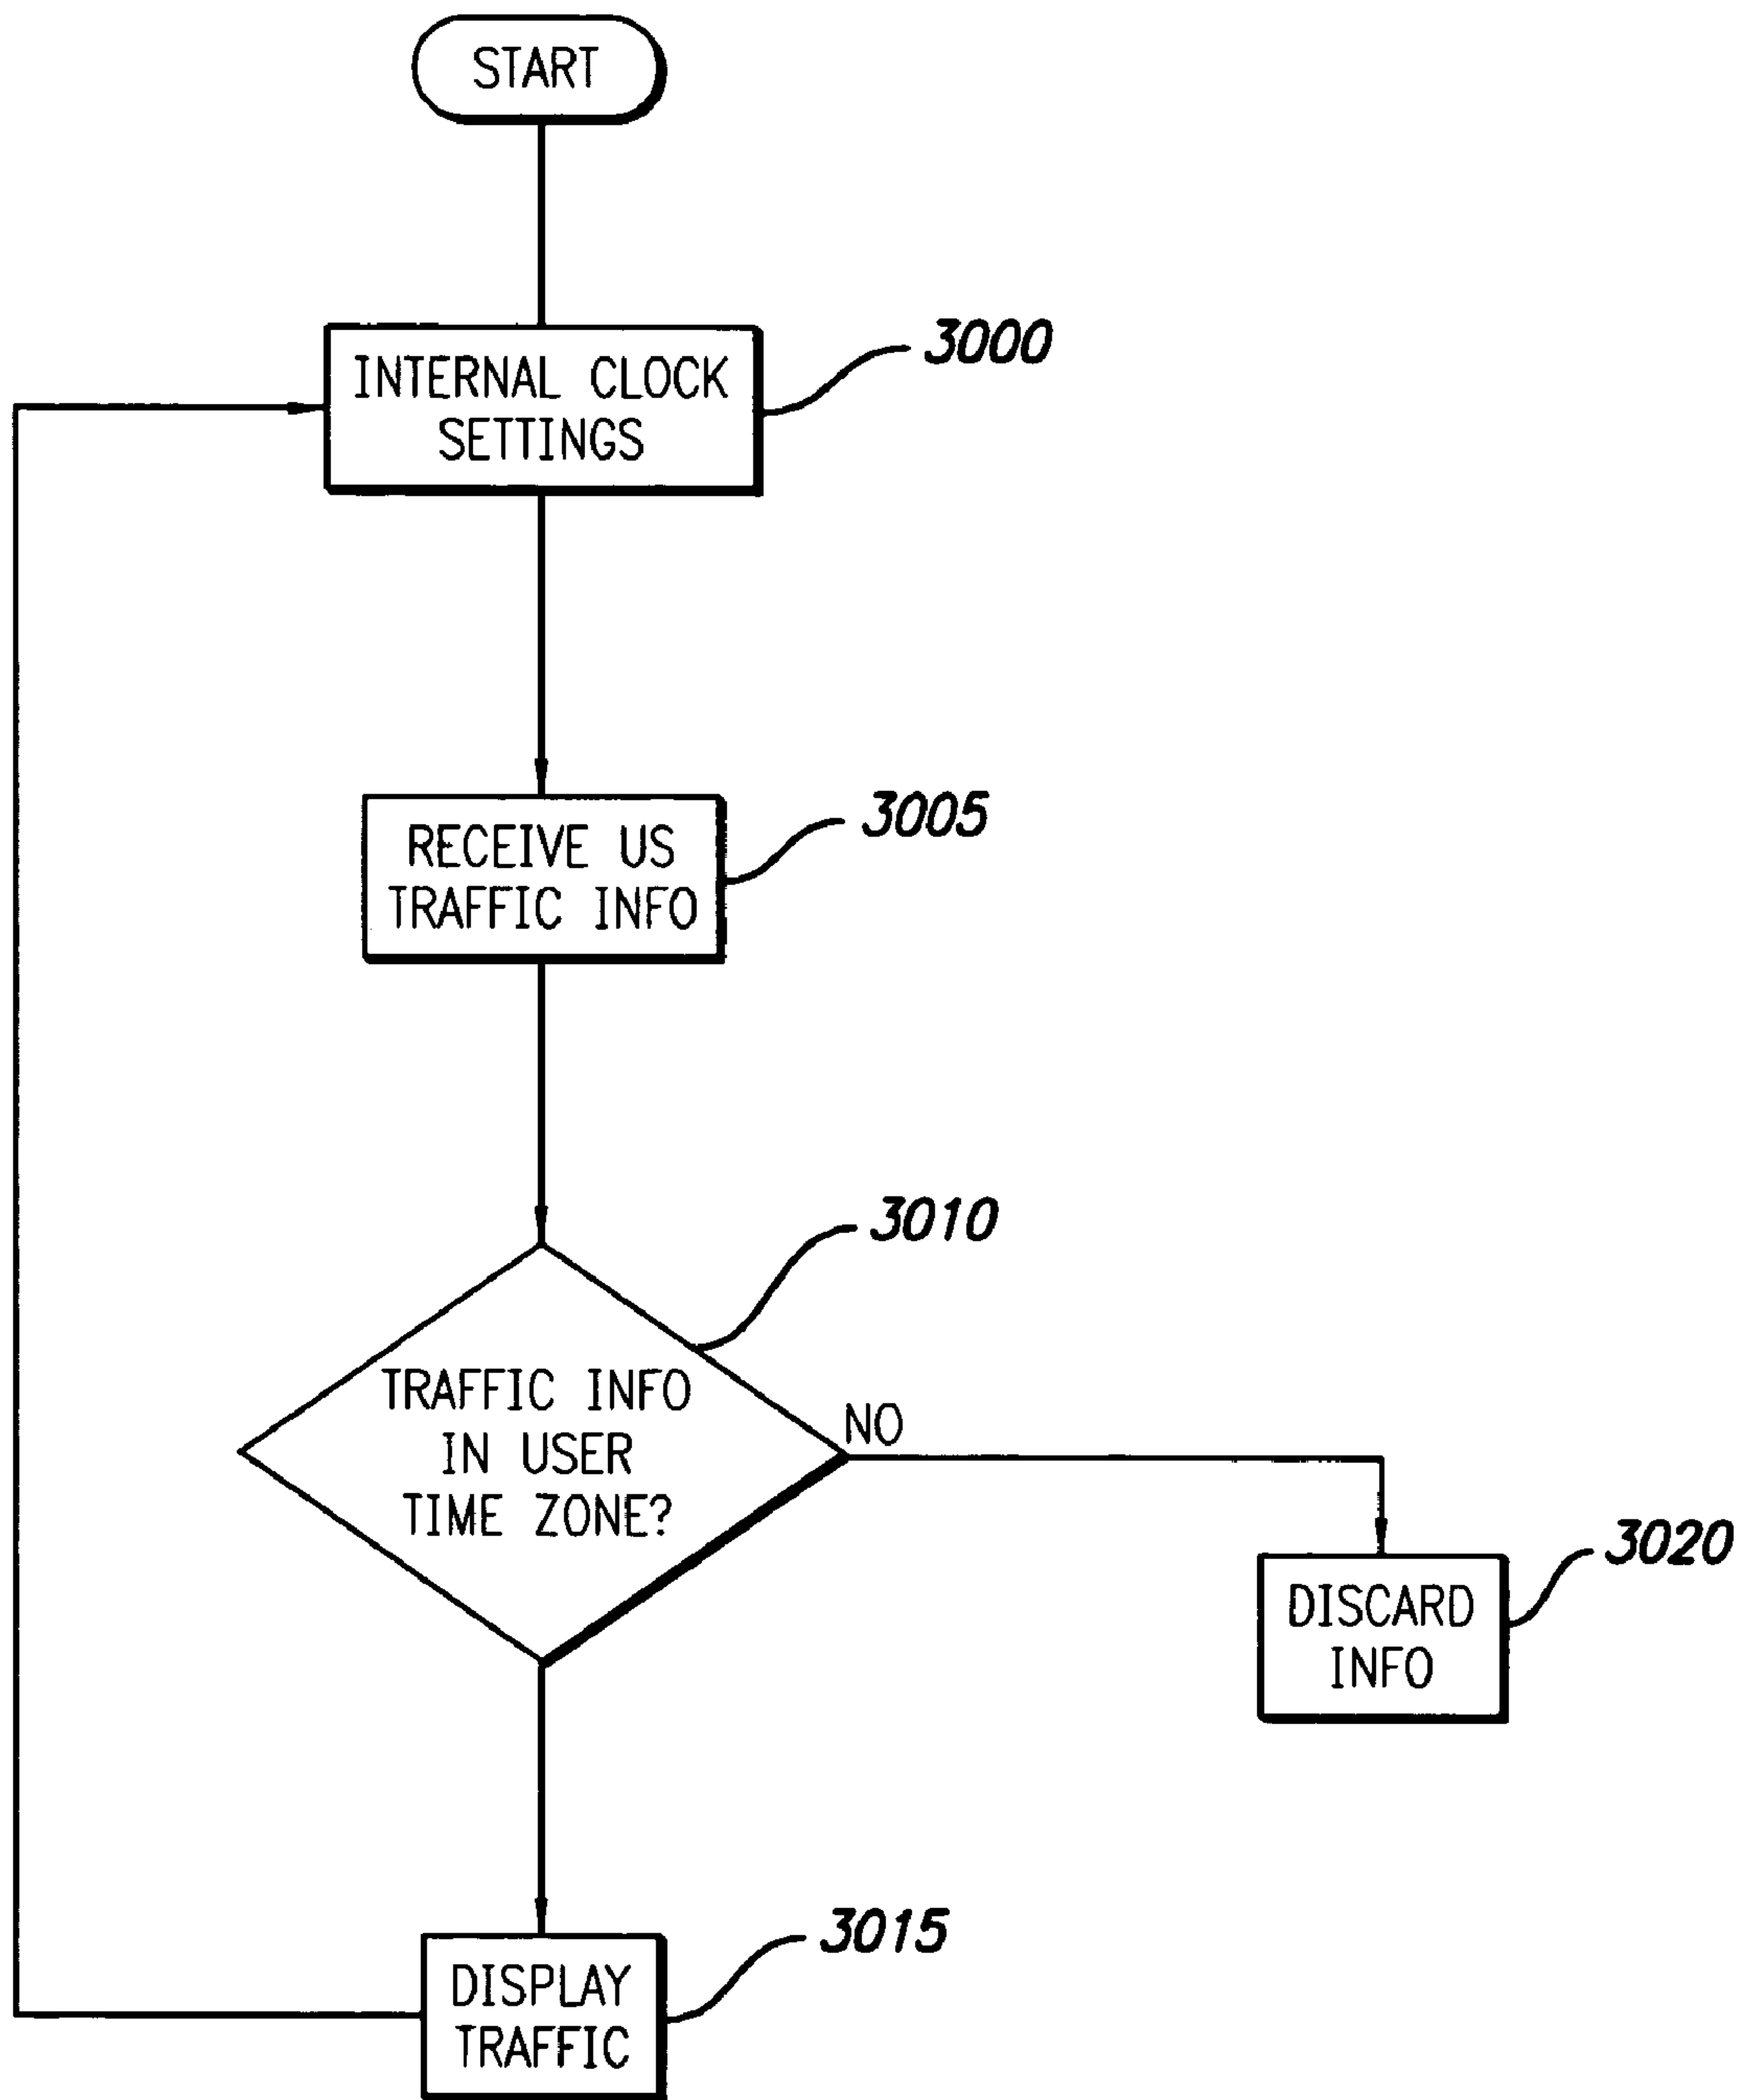 START
INTERNAL CLOCK
SETTINGS
3000
RECEIVE US
TRAFFIC INFO
3005
3010
TRAFFIC INFO
IN USER
TIME ZONE?
NO
3020
DISCARD
INFO
3015
DISPLAY
TRAFFIC